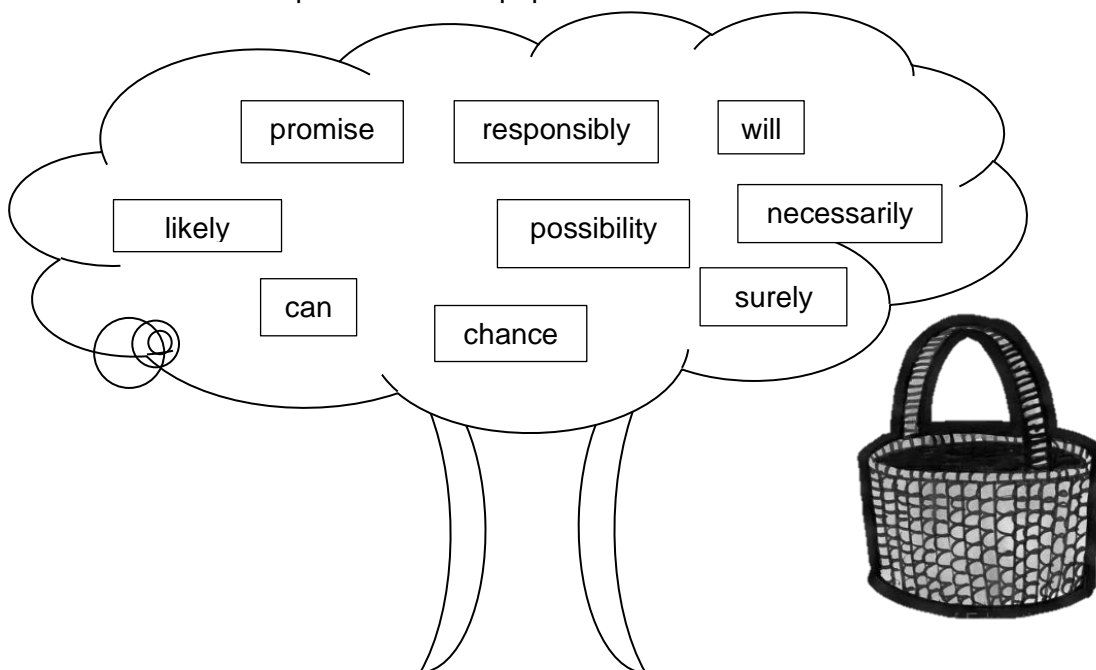 promise responsibly will
likely possibility necessarily
can chance surely